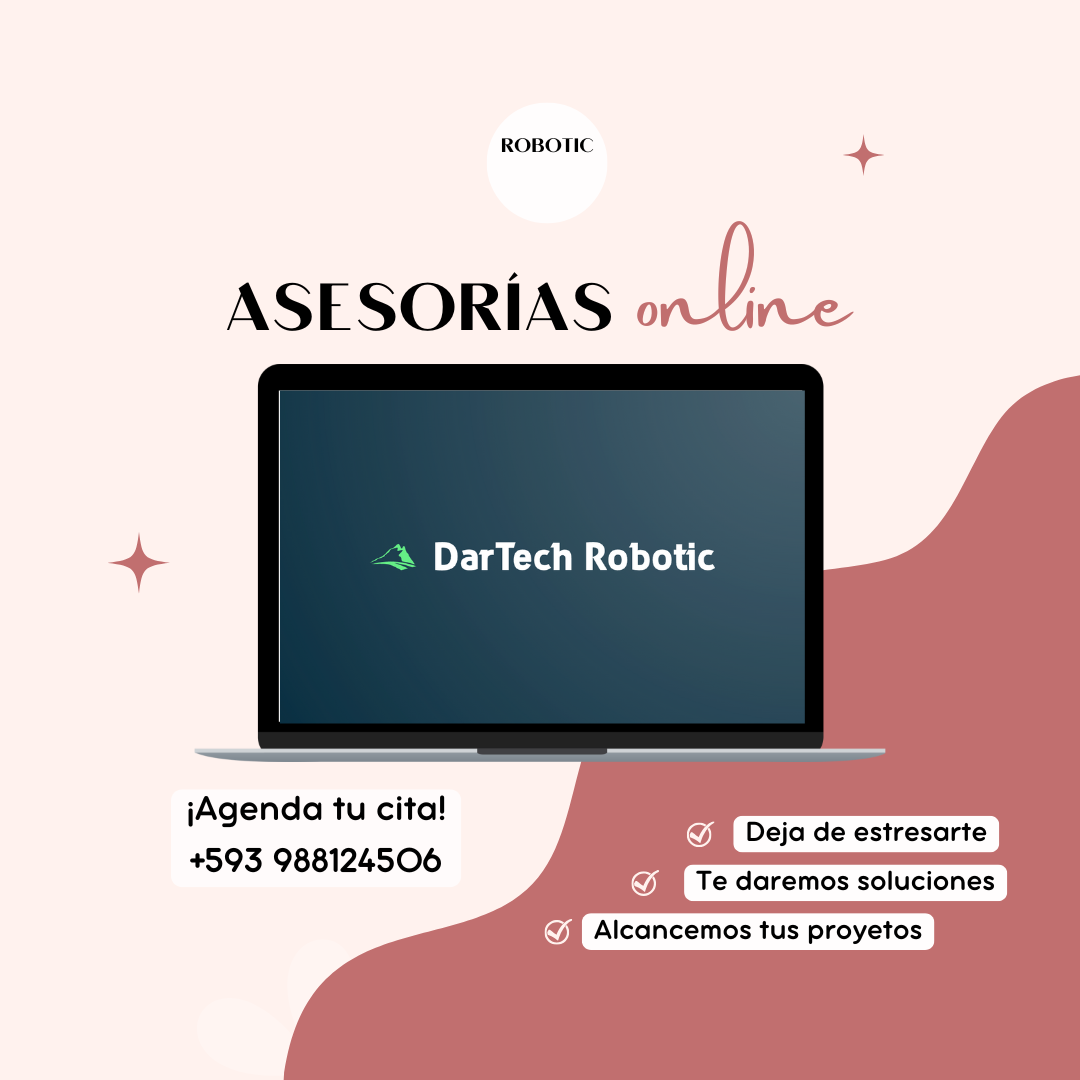 ROBOTIC
ASESORÍAS online
DarTech Robotic
¡Agenda tu cita!
+593 988124506
Deja de estresarte
Te daremos soluciones
Alcancemos tus proyetos